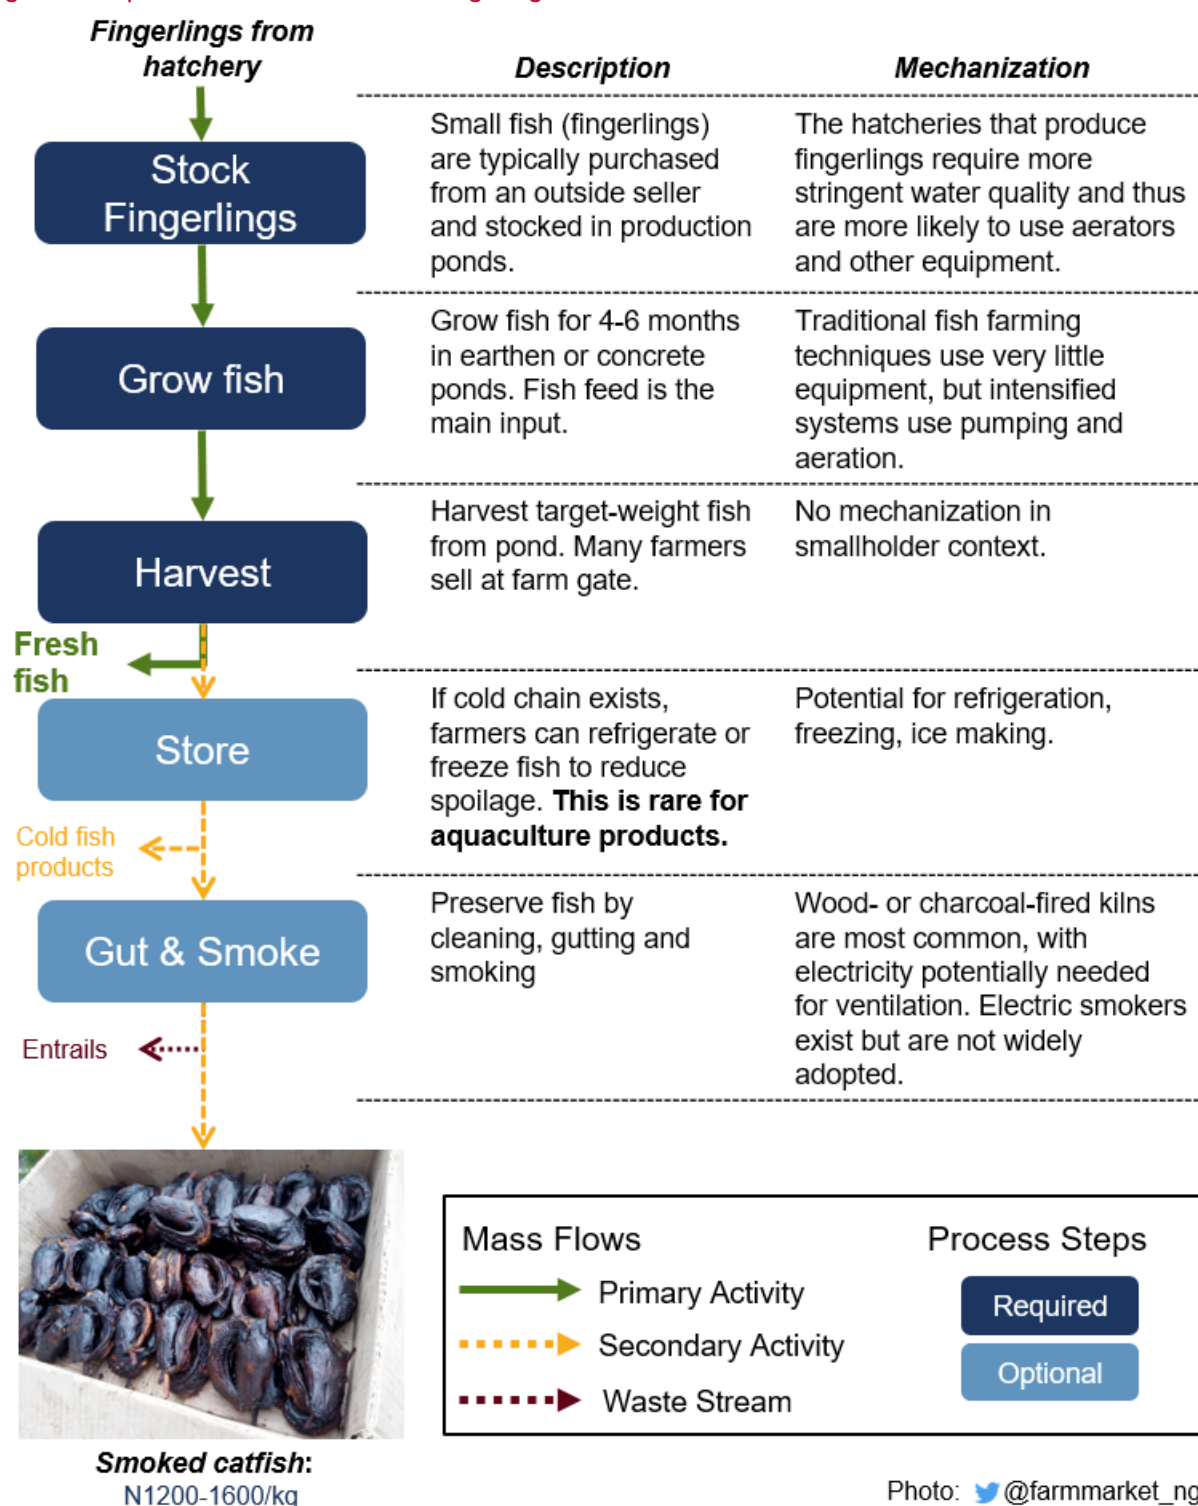 Fingerlings from
hatchery
Description
Mechanization
Stock
Fingerlings
Small fish (fingerlings)
are typically purchased
from an outside seller
and stocked in production
ponds.
The hatcheries that produce
fingerlings require more
stringent water quality and thus
are more likely to use aerators
and other equipment.
Grow fish
Grow fish for 4-6 months
in earthen or concrete
ponds. Fish feed is the
main input.
Traditional fish farming
techniques use very little
equipment, but intensified
systems use pumping and
aeration.
Harvest
Harvest target-weight fish
from pond. Many farmers
sell at farm gate.
No mechanization in
smallholder context.
Fresh
fish
Store
If cold chain exists,
farmers can refrigerate or
freeze fish to reduce
spoilage. This is rare for
aquaculture products.
Potential for refrigeration,
freezing, ice making.
Cold fish
products
Gut & Smoke
Preserve fish by
cleaning, gutting and
smoking
Wood- or charcoal-fired kilns
are most common, with
electricity potentially needed
for ventilation. Electric smokers
exist but are not widely
adopted.
Entrails
Mass Flows
Primary Activity
Secondary Activity
Waste Stream
Process Steps
Required
Optional
Smoked catfish:
N1200-1600/kg
Photo: @farmmarket_ng